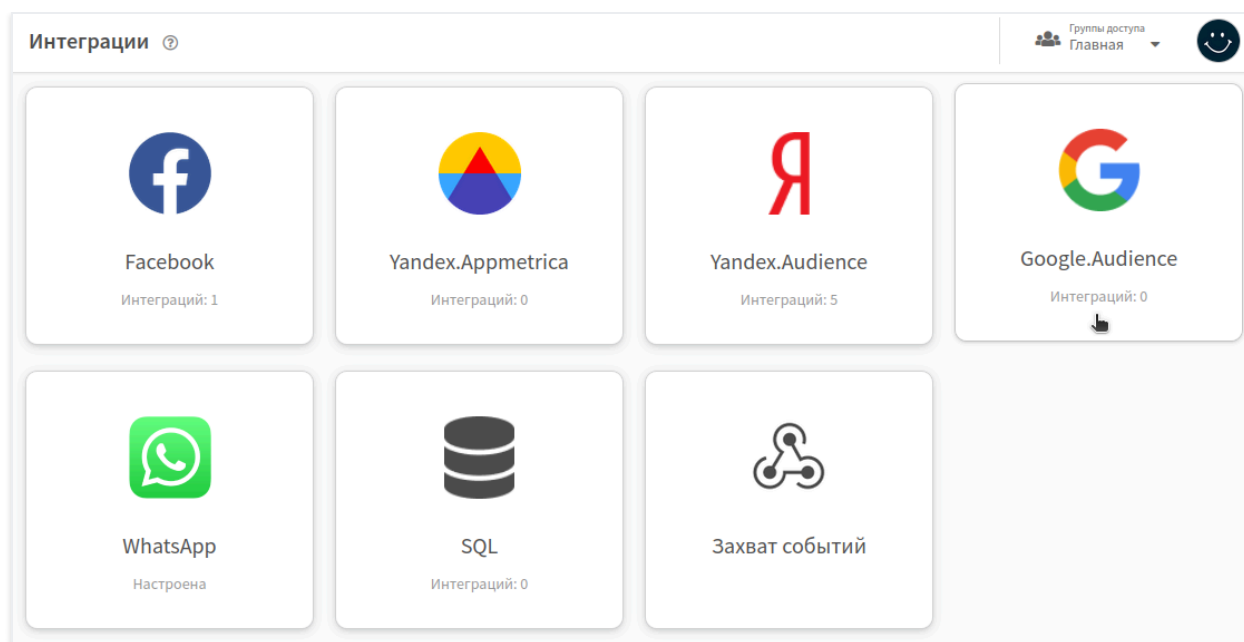 Интеграции
Группы доступа
Главная
Facebook
Интеграций: 1
Yandex.Appmetrica
Интеграций: 0
Yandex.Audience
Интеграций: 5
Google.Audience
Интеграций: 0
WhatsApp
Настроена
SQL
Интеграций: 0
Захват событий